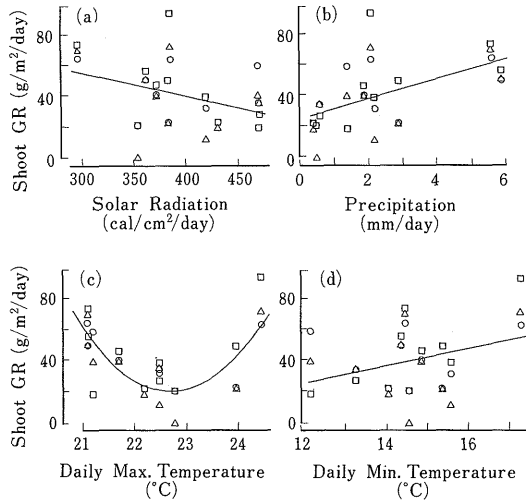 (a)
(b)
Shoot GR (g/m²/day)
80
40
0
300 350 400 450
Solar Radiation
(cal/cm²/day)
0 2 4 6
Precipitation
(mm/day)
(c)
(d)
Shoot GR (g/m²/day)
80
40
0
21 22 23 24
Daily Max. Temperature
(°C)
12 14 16
Daily Min. Temperature
(°C)